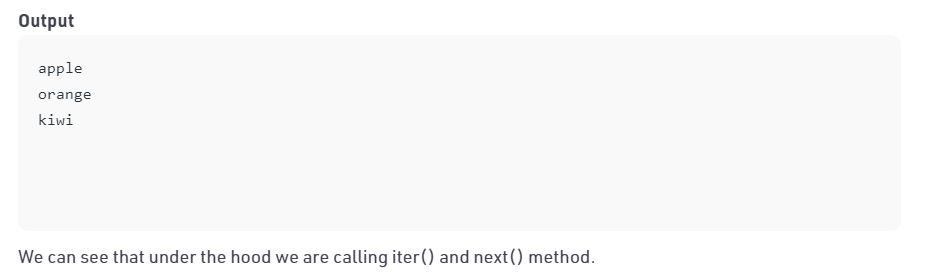 Output
apple
orange
kiwi
We can see that under the hood we are calling iter() and next() method.